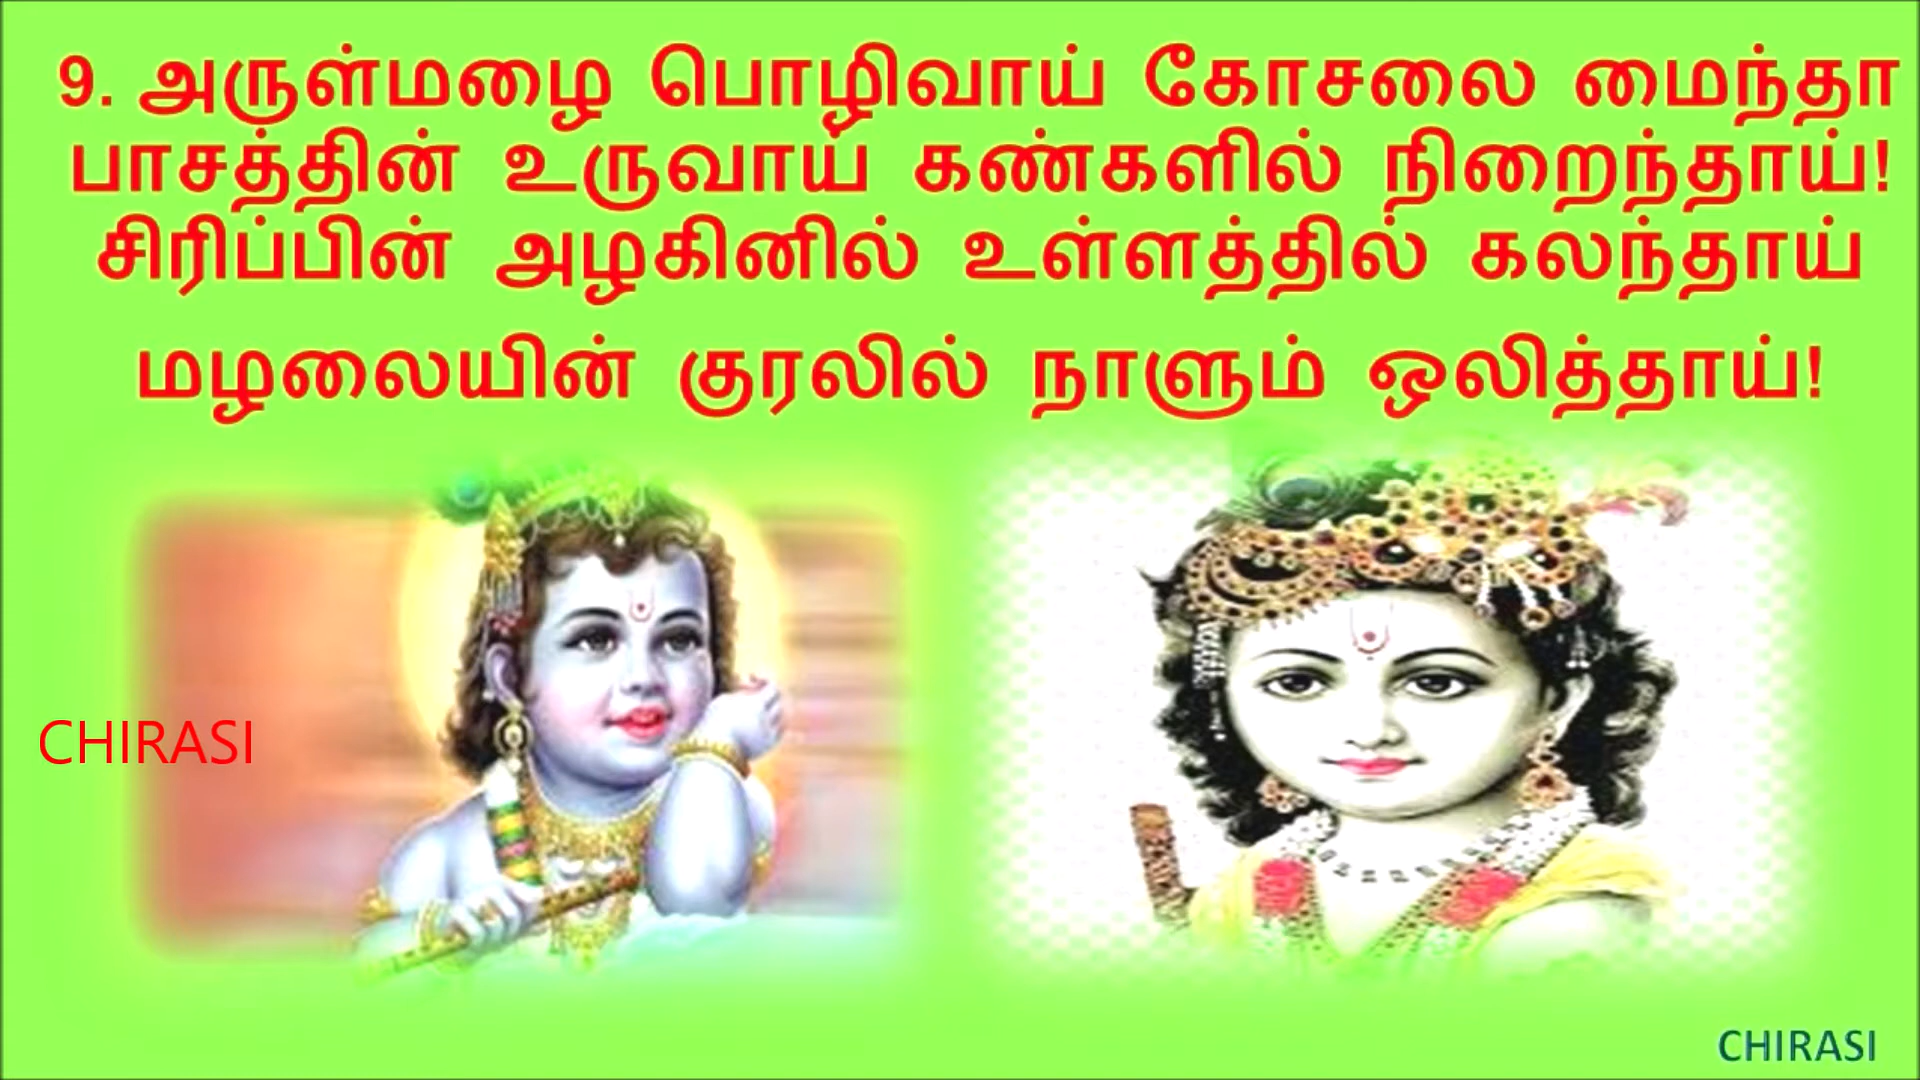 9. அருள்மழை பொழிவாய் கோசலை மைந்தா
பாசத்தின் உருவாய் கண்களில் நிறைந்தாய்!
சிரிப்பின் அழகினில் உள்ளத்தில் கலந்தாய்
மழலையின் குரலில் நாளும் ஒலித்தாய்!
CHIRASI
CHIRASI